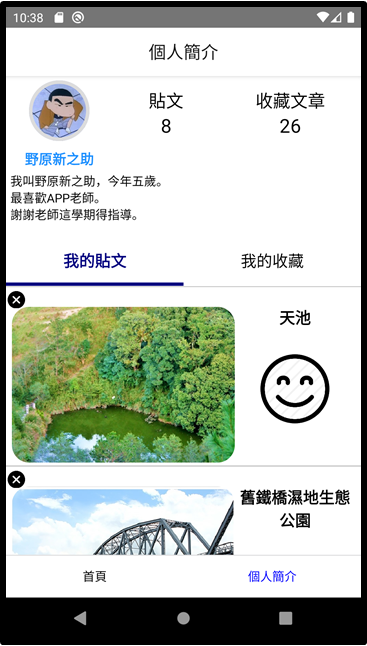 10:38
個人簡介
貼文
8
收藏文章
26
野原新之助
我叫野原新之助，今年五歲。
最喜歡APP老師。
謝謝老師這學期得指導。
我的貼文
我的收藏
天池
舊鐵橋濕地生態
公園
首頁
個人簡介